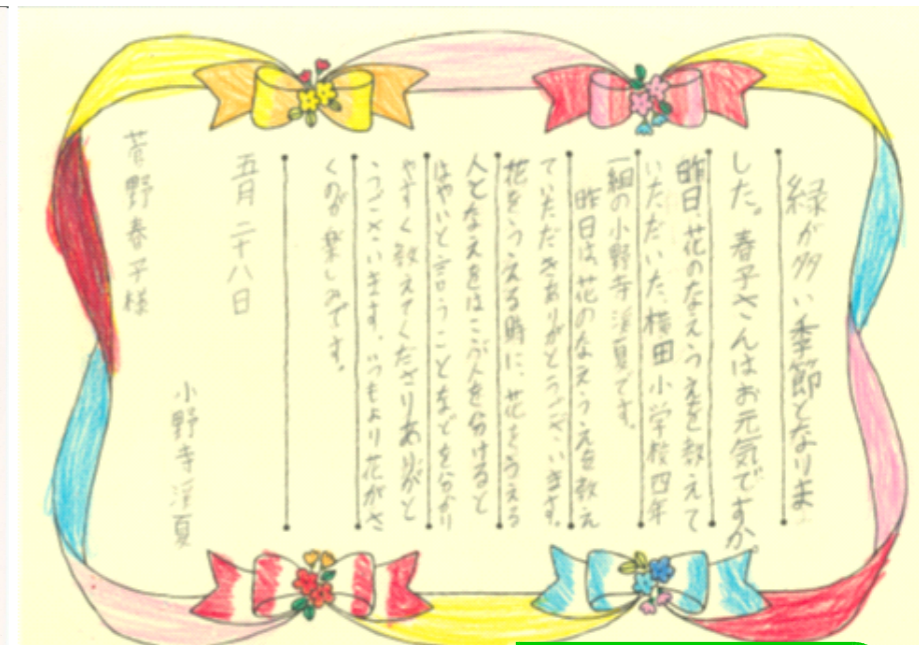 緑が多い季節となりま
した。春子さんはお元気ですか。
昨日、花のなえうえを教えて
いただいた、横田小学校四年
一組の小野寺渓夏です。
昨日は、花のなえうえを教え
ていただきありがとうございます。
花をうえる時に、花をうえる
人となえをはこぶ人を分けると
はやいと言うことなどを分かり
やすく教えてくださりありがと
うございます。いつもより花がさ
くのが楽しみです。
五月二十八日
小野寺渓夏
菅野春子様